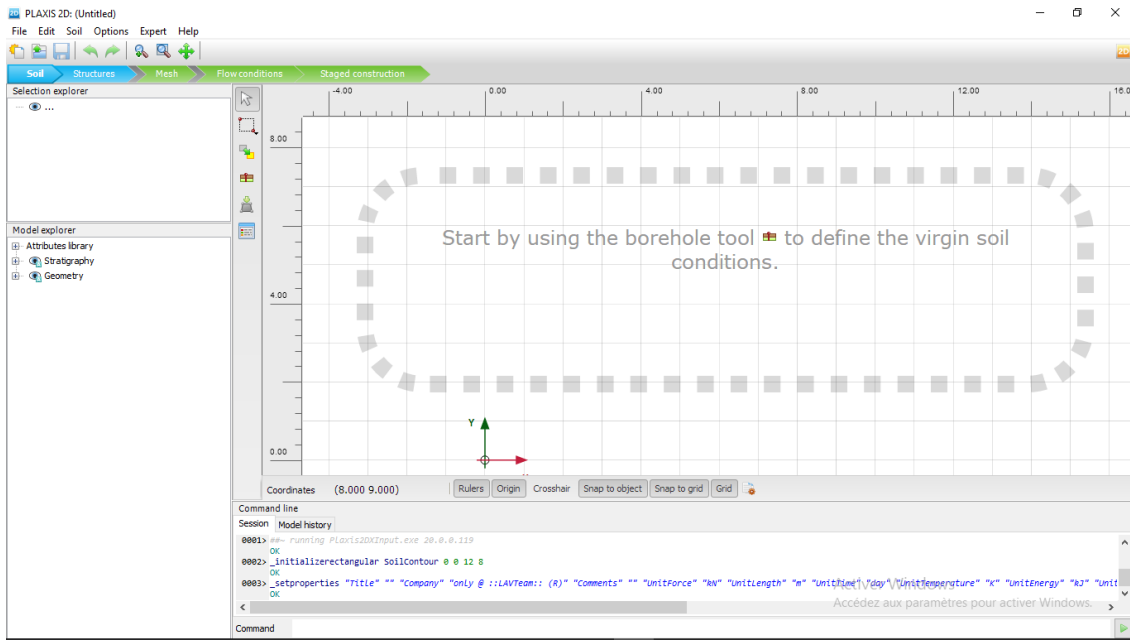 PLAXIS 2D: (Untitled)
File Edit Soil Options Expert Help
2D
Soil Structures Mesh Flow conditions Staged construction
Selection explorer
...
Model explorer
Attributes library
Stratigraphy
Geometry
-4.00 0.00 4.00 8.00 12.00 16.0
8.00
4.00
0.00
Start by using the borehole tool to define the virgin soil
conditions.
Y
Coordinates (8.000 9.000) Rulers Origin Crosshair Snap to object Snap to grid Grid
Command line
Session Model history
0001> ##~ running Plaxis2DXInput.exe 20.0.0.119
OK
0002> _initializerectangular SoilContour 0 0 12 8
OK
0003> _setproperties "Title" "" "Company" "only @ ::LAVTeam:: (R)" "Comments" "" "UnitForce" "kN" "UnitLength" "m" "UnitTime" "day" "UnitTemperature" "K" "UnitEnergy" "kJ" "Unit
OK
Activer Windows
Accédez aux paramètres pour activer Windows.
Command